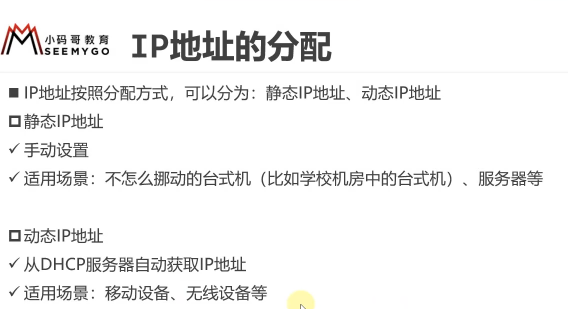 小码哥教育
SEEMYGO
IP地址的分配
IP地址按照分配方式，可以分为：静态IP地址、动态IP地址
静态IP地址
✓ 手动设置
✓ 适用场景：不怎么挪动的台式机（比如学校机房中的台式机）、服务器等
动态IP地址
✓ 从DHCP服务器自动获取IP地址
✓ 适用场景：移动设备、无线设备等